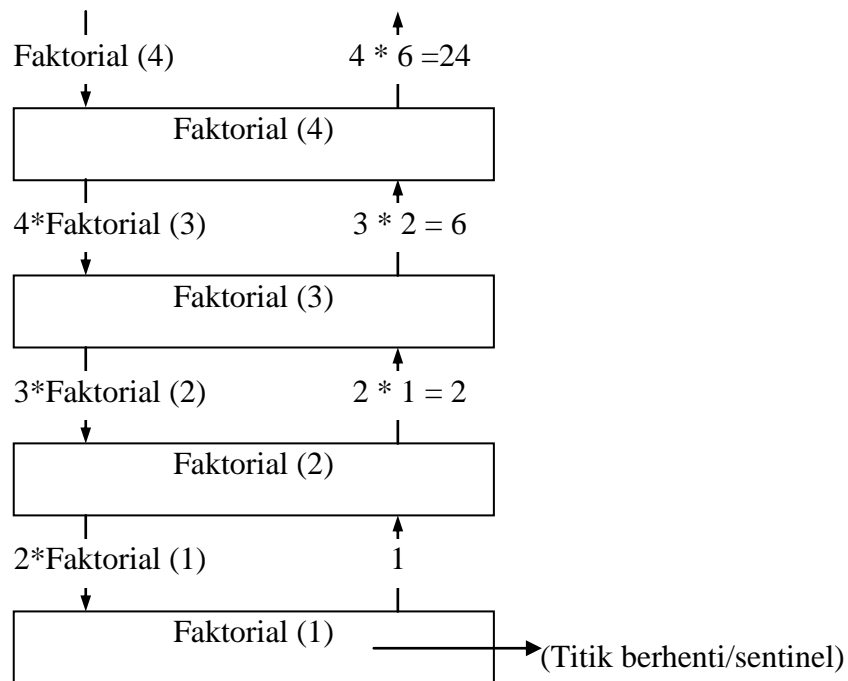 Faktorial (4) 4 * 6 =24
Faktorial (4)
4*Faktorial (3) 3 * 2 = 6
Faktorial (3)
3*Faktorial (2) 2 * 1 = 2
Faktorial (2)
2*Faktorial (1) 1
Faktorial (1)
(Titik berhenti/sentinel)